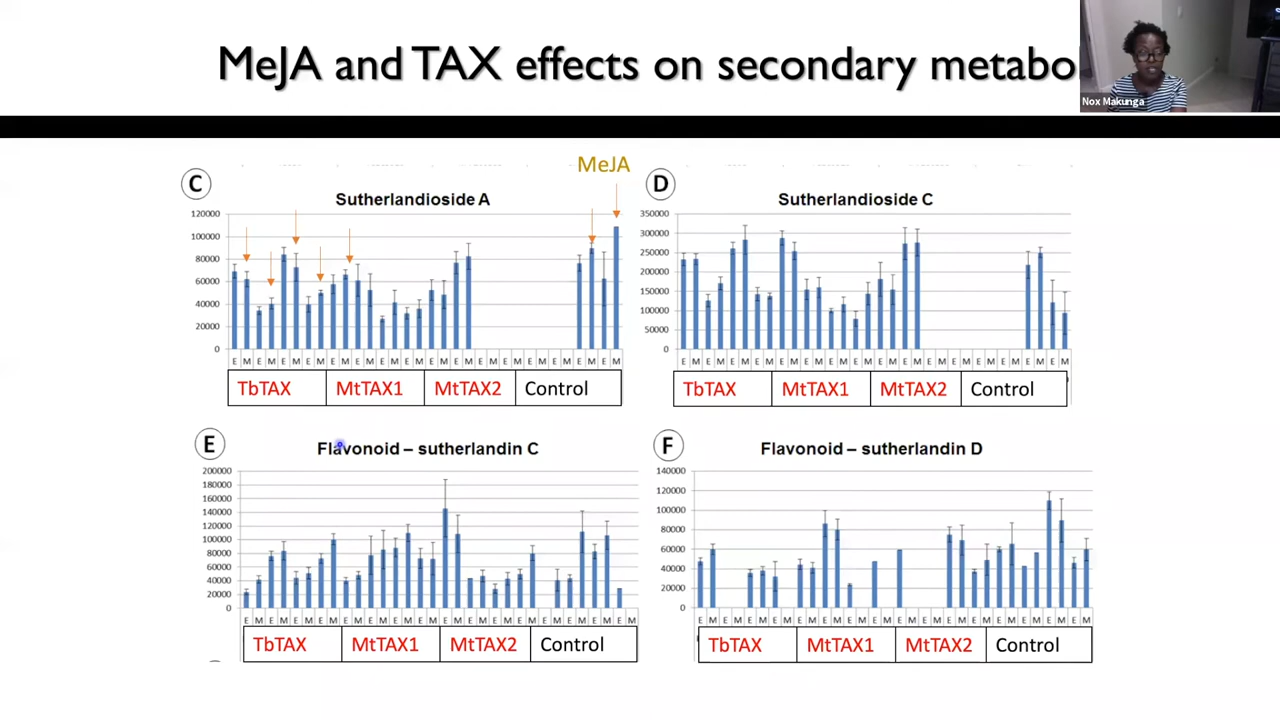 MeJA and TAX effects on secondary metabo
Nox Makunga
MeJA
C
Sutherlandioside A
120000
100000
80000
60000
40000
20000
0
E M E M E M E M E M E M E M E M E M E M E M E M E M E M E M E M
TbTAX MtTAX1 MtTAX2 Control
D
Sutherlandioside C
350000
300000
250000
200000
150000
100000
50000
0
E M E M E M E M E M E M E M E M E M E M E M E M E M E M E M E M
TbTAX MtTAX1 MtTAX2 Control
E
Flavonoid – sutherlandin C
200000
180000
160000
140000
120000
100000
80000
60000
40000
20000
0
E M E M E M E M E M E M E M E M E M E M E M E M E M E M E M E M
TbTAX MtTAX1 MtTAX2 Control
F
Flavonoid – sutherlandin D
140000
120000
100000
80000
60000
40000
20000
0
E M E M E M E M E M E M E M E M E M E M E M E M E M E M E M E M
TbTAX MtTAX1 MtTAX2 Control